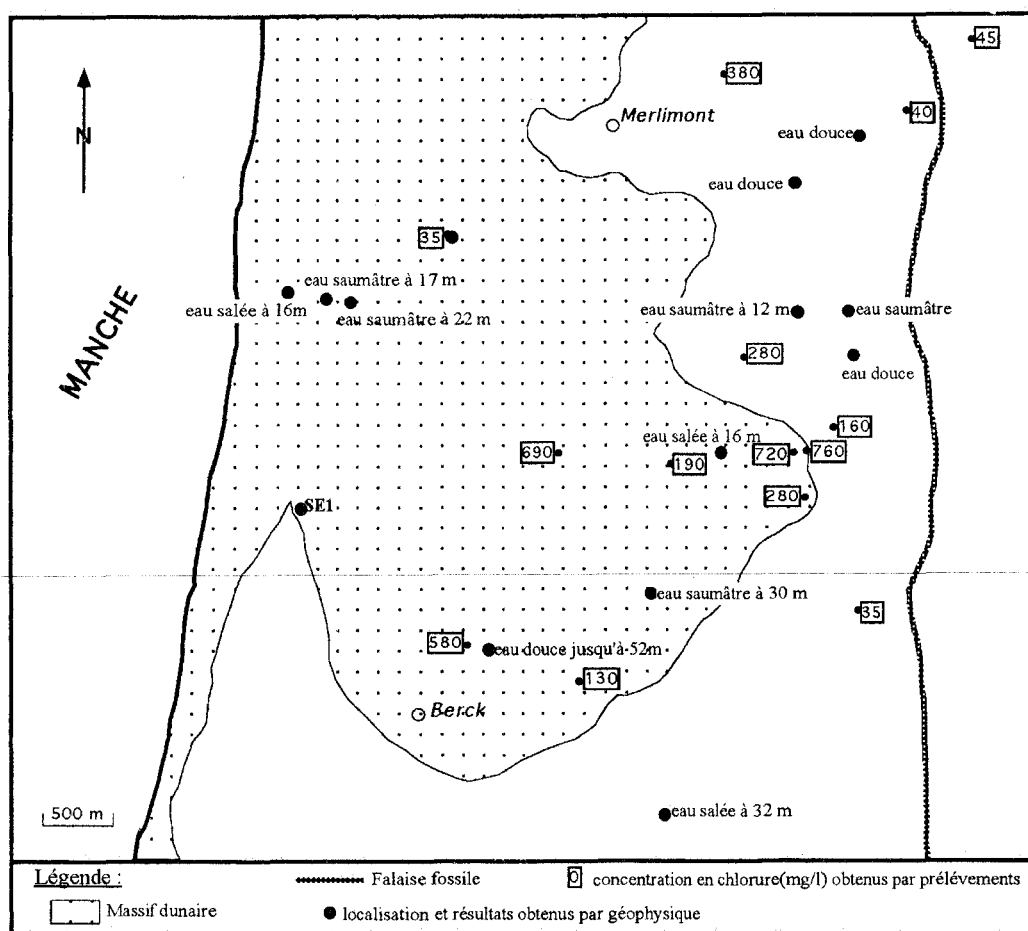 45
380
40
Merlimont
N
eau douce
eau douce
35
eau saumâtre à 17 m
eau salée à 16m
eau saumâtre à 22 m
eau saumâtre à 12 m
eau saumâtre
MANCHE
280
eau douce
160
eau salée à 16 m
690
190
720
760
280
SE1
eau saumâtre à 30 m
35
580
eau douce jusqu'à 52m
130
Berck
500 m
eau salée à 32 m
Légende :
Falaise fossile
0 concentration en chlorure(mg/l) obtenus par prélévements
Massif dunaire
localisation et résultats obtenus par géophysique